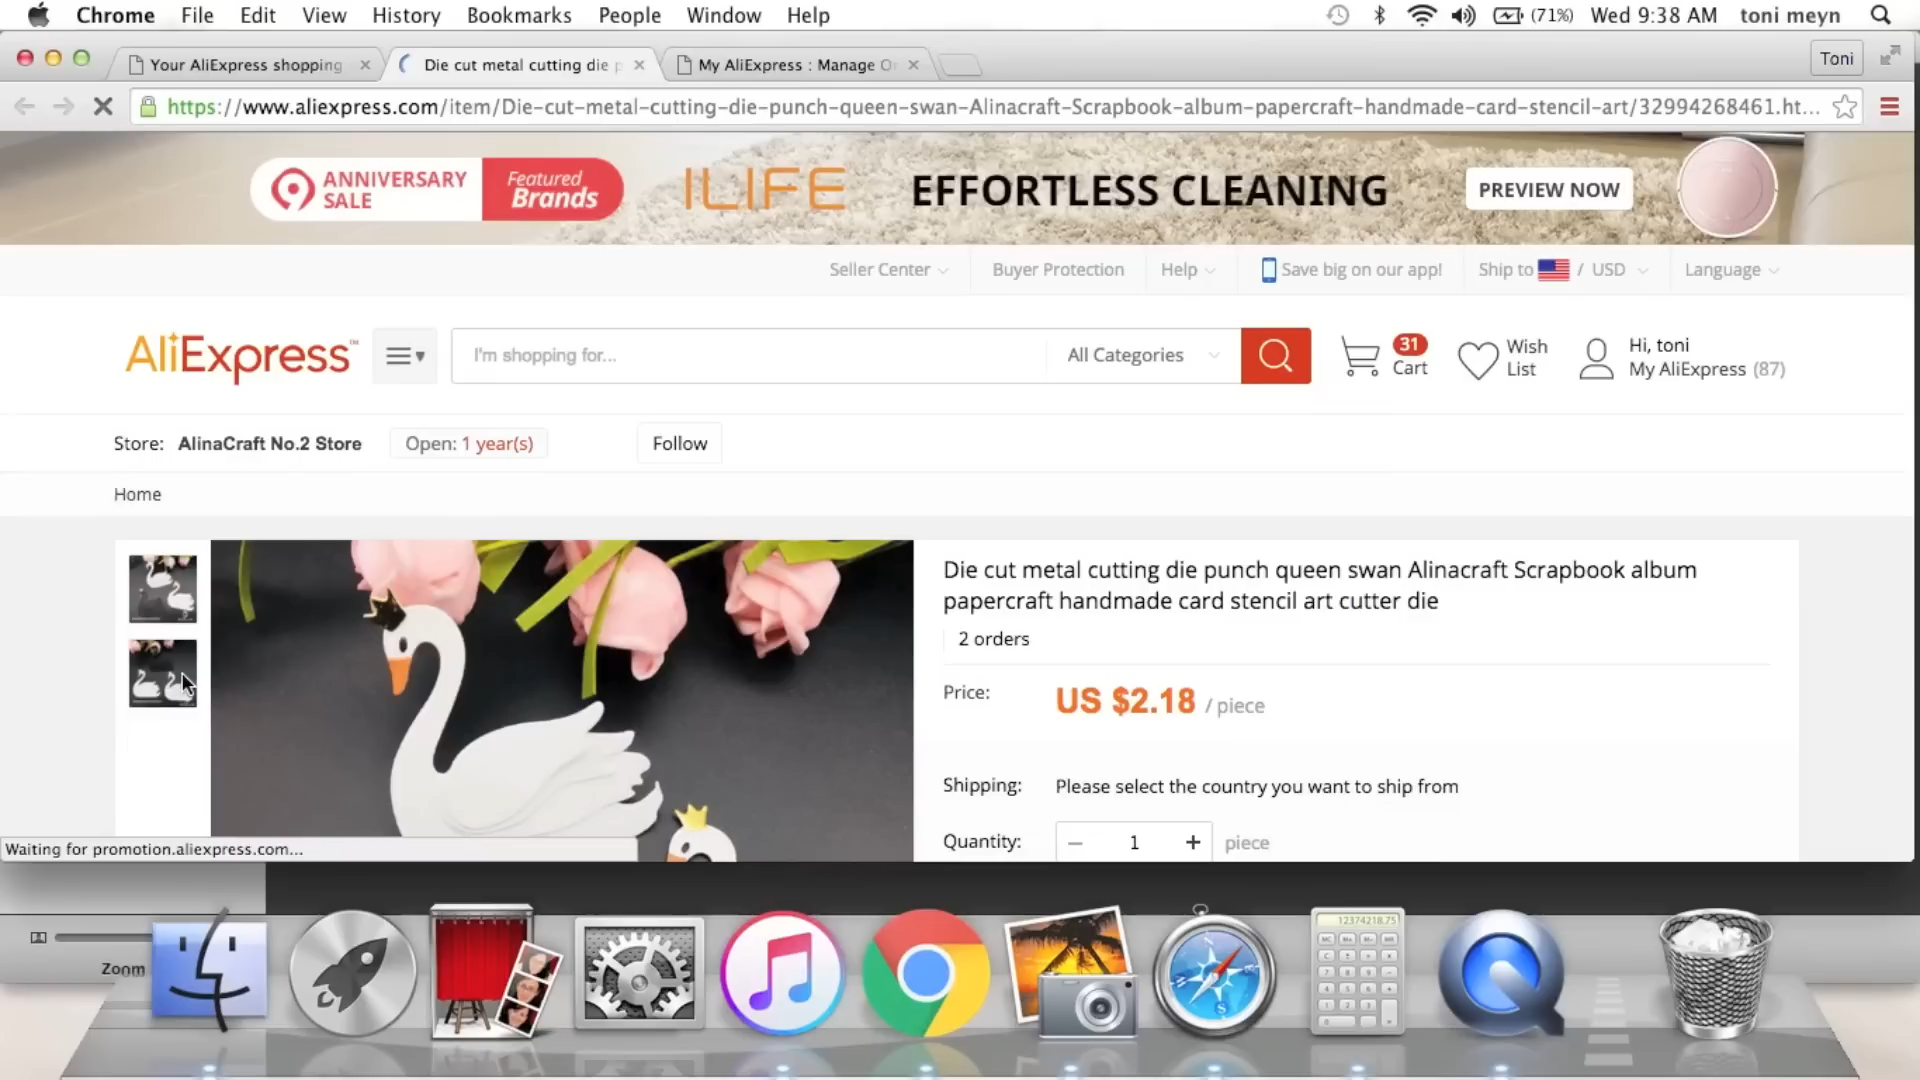 Chrome File Edit View History Bookmarks People Window Help (71%) Wed 9:38 AM toni meyn
Your AliExpress shopping Die cut metal cutting die p My AliExpress : Manage O Toni
https://www.aliexpress.com/item/Die-cut-metal-cutting-die-punch-queen-swan-Alinacraft-Scrapbook-album-papercraft-handmade-card-stencil-art/32994268461.ht...
ANNIVERSARY
SALE
Featured
Brands
ILIFE
EFFORTLESS CLEANING
PREVIEW NOW
Seller Center Buyer Protection Help Save big on our app! Ship to / USD Language
AliExpress™
I'm shopping for...
All Categories
31
Cart
Wish
List
Hi, toni
My AliExpress (87)
Store: AlinaCraft No.2 Store Open: 1 year(s) Follow
Home
Die cut metal cutting die punch queen swan Alinacraft Scrapbook album
papercraft handmade card stencil art cutter die
2 orders
Price: US $2.18 / piece
Shipping: Please select the country you want to ship from
Quantity: – 1 + piece
Waiting for promotion.aliexpress.com...
Zoom
12374218.75